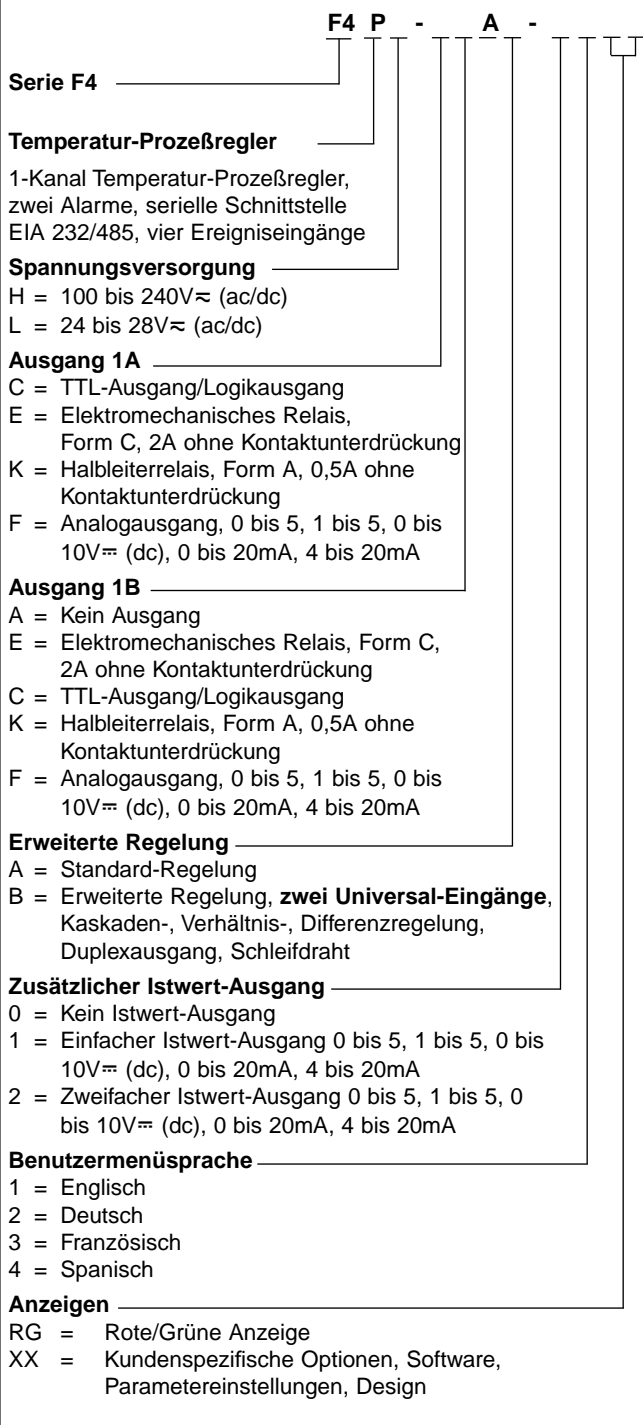 F4 P - A -
Serie F4
Temperatur-Prozeßregler
1-Kanal Temperatur-Prozeßregler,
zwei Alarme, serielle Schnittstelle
EIA 232/485, vier Ereigniseingänge
Spannungsversorgung
H = 100 bis 240V≂ (ac/dc)
L = 24 bis 28V≂ (ac/dc)
Ausgang 1A
C = TTL-Ausgang/Logikausgang
E = Elektromechanisches Relais,
Form C, 2A ohne Kontaktunterdrückung
K = Halbleiterrelais, Form A, 0,5A ohne
Kontaktunterdrückung
F = Analogausgang, 0 bis 5, 1 bis 5, 0 bis
10V⎓ (dc), 0 bis 20mA, 4 bis 20mA
Ausgang 1B
A = Kein Ausgang
E = Elektromechanisches Relais, Form C,
2A ohne Kontaktunterdrückung
C = TTL-Ausgang/Logikausgang
K = Halbleiterrelais, Form A, 0,5A ohne
Kontaktunterdrückung
F = Analogausgang, 0 bis 5, 1 bis 5, 0 bis
10V⎓ (dc), 0 bis 20mA, 4 bis 20mA
Erweiterte Regelung
A = Standard-Regelung
B = Erweiterte Regelung, zwei Universal-Eingänge,
Kaskaden-, Verhältnis-, Differenzregelung,
Duplexausgang, Schleifdraht
Zusätzlicher Istwert-Ausgang
0 = Kein Istwert-Ausgang
1 = Einfacher Istwert-Ausgang 0 bis 5, 1 bis 5, 0 bis
10V⎓ (dc), 0 bis 20mA, 4 bis 20mA
2 = Zweifacher Istwert-Ausgang 0 bis 5, 1 bis 5, 0
bis 10V⎓ (dc), 0 bis 20mA, 4 bis 20mA
Benutzermenüsprache
1 = Englisch
2 = Deutsch
3 = Französisch
4 = Spanisch
Anzeigen
RG = Rote/Grüne Anzeige
XX = Kundenspezifische Optionen, Software,
Parametereinstellungen, Design